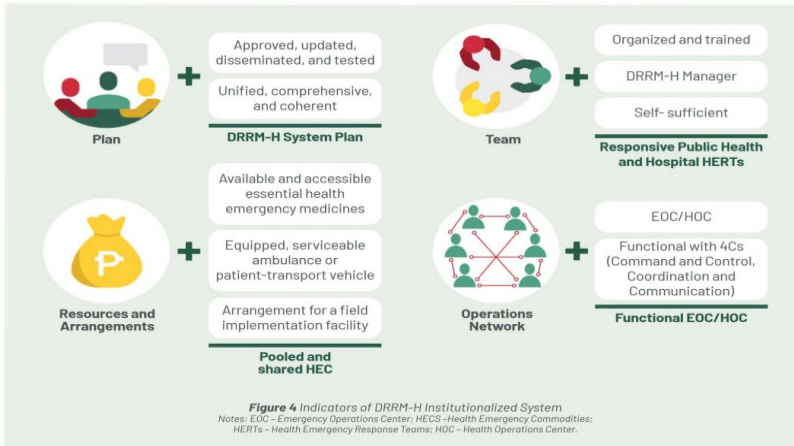 Plan
Approved, updated,
disseminated, and tested
Unified, comprehensive,
and coherent
DRRM-H System Plan
Team
Organized and trained
DRRM-H Manager
Self- sufficient
Responsive Public Health
and Hospital HERTs
Resources and
Arrangements
Available and accessible
essential health
emergency medicines
Equipped, serviceable
ambulance or
patient-transport vehicle
Arrangement for a field
implementation facility
Pooled and
shared HEC
Operations
Network
EOC/HOC
Functional with 4Cs
(Command and Control,
Coordination and
Communication)
Functional EOC/HOC
Figure 4 Indicators of DRRM-H Institutionalized System
Notes: EOC – Emergency Operations Center; HECS –Health Emergency Commodities;
HERTs – Health Emergency Response Teams; HOC – Health Operations Center.